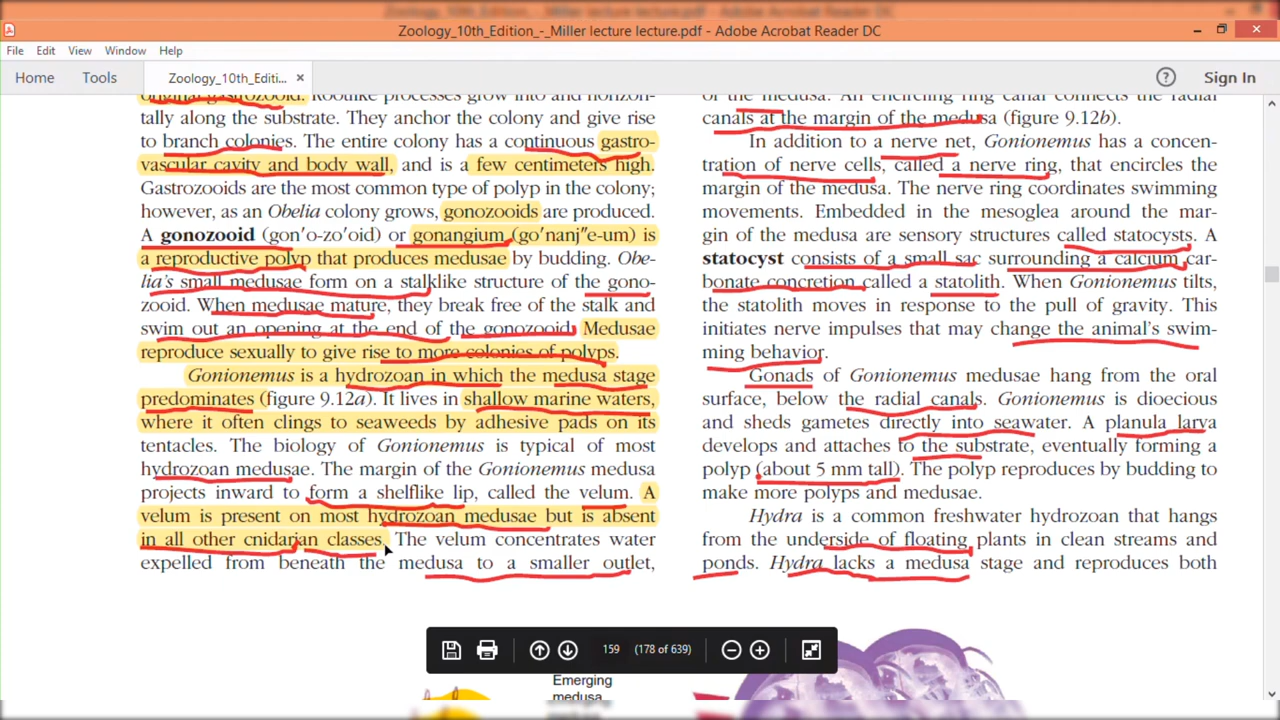 Zoology_10th_Edition_-_Miller lecture lecture.pdf - Adobe Acrobat Reader DC
File Edit View Window Help
Home Tools Zoology_10th_Editi... × ? Sign In
original gastrozooid. Rootlike processes grow into and horizon-
tally along the substrate. They anchor the colony and give rise
to branch colonies. The entire colony has a continuous gastro-
vascular cavity and body wall, and is a few centimeters high.
Gastrozooids are the most common type of polyp in the colony;
however, as an Obelia colony grows, gonozooids are produced.
A gonozooid (gon′o-zo′oid) or gonangium (go′nanj″e-um) is
a reproductive polyp that produces medusae by budding. Obe-
lia's small medusae form on a stalklike structure of the gono-
zooid. When medusae mature, they break free of the stalk and
swim out an opening at the end of the gonozooid. Medusae
reproduce sexually to give rise to more colonies of polyps.
Gonionemus is a hydrozoan in which the medusa stage
predominates (figure 9.12a). It lives in shallow marine waters,
where it often clings to seaweeds by adhesive pads on its
tentacles. The biology of Gonionemus is typical of most
hydrozoan medusae. The margin of the Gonionemus medusa
projects inward to form a shelflike lip, called the velum. A
velum is present on most hydrozoan medusae but is absent
in all other cnidarian classes. The velum concentrates water
expelled from beneath the medusa to a smaller outlet,
of the medusa. An encircling ring canal connects the radial
canals at the margin of the medusa (figure 9.12b).
In addition to a nerve net, Gonionemus has a concen-
tration of nerve cells, called a nerve ring, that encircles the
margin of the medusa. The nerve ring coordinates swimming
movements. Embedded in the mesoglea around the mar-
gin of the medusa are sensory structures called statocysts. A
statocyst consists of a small sac surrounding a calcium car-
bonate concretion called a statolith. When Gonionemus tilts,
the statolith moves in response to the pull of gravity. This
initiates nerve impulses that may change the animal's swim-
ming behavior.
Gonads of Gonionemus medusae hang from the oral
surface, below the radial canals. Gonionemus is dioecious
and sheds gametes directly into seawater. A planula larva
develops and attaches to the substrate, eventually forming a
polyp (about 5 mm tall). The polyp reproduces by budding to
make more polyps and medusae.
Hydra is a common freshwater hydrozoan that hangs
from the underside of floating plants in clean streams and
ponds. Hydra lacks a medusa stage and reproduces both
159 (178 of 639)
Emerging
medusa